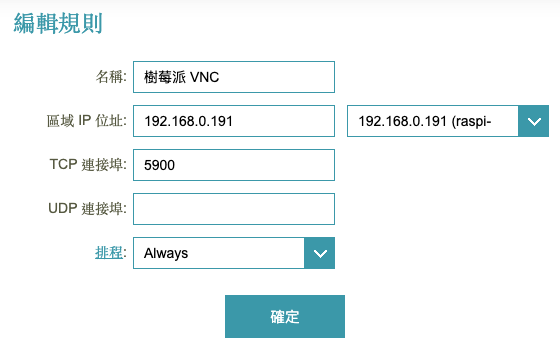 編輯規則
名稱: 樹莓派 VNC
區域 IP 位址: 192.168.0.191 192.168.0.191 (raspi-
TCP 連接埠: 5900
UDP 連接埠:
排程: Always
確定